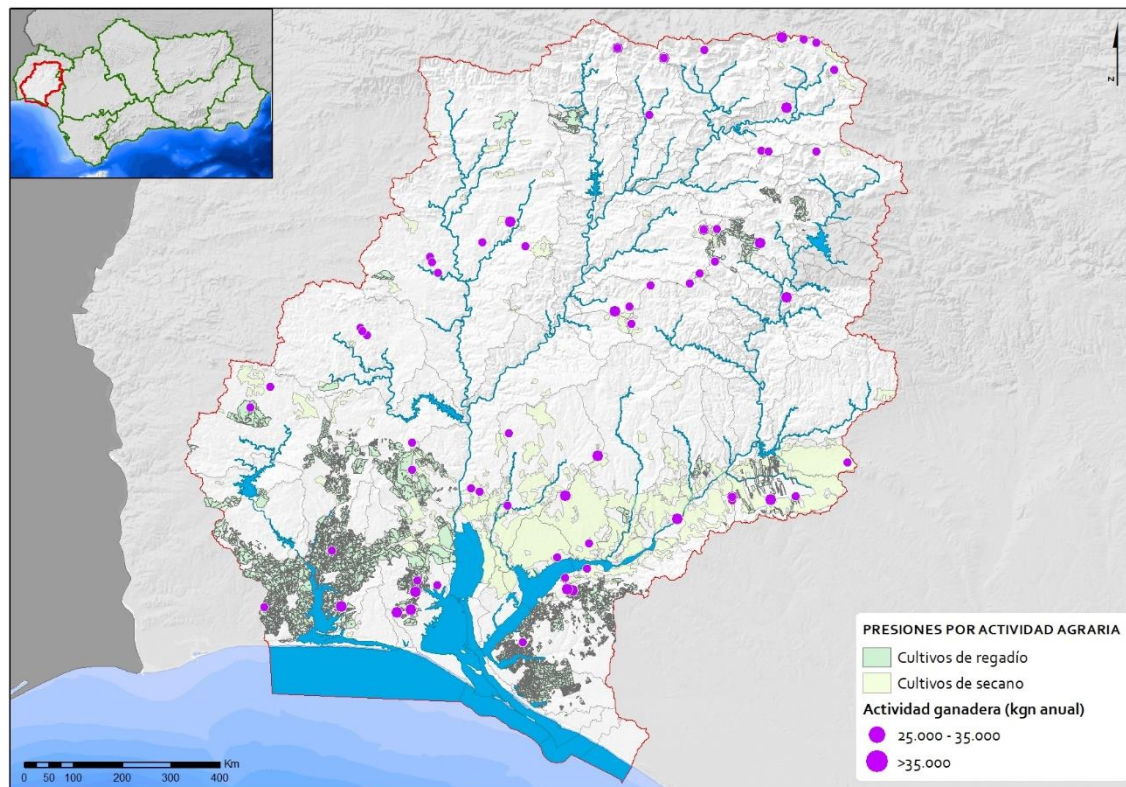 N
PRESIONES POR ACTIVIDAD AGRARIA
Cultivos de regadío
Cultivos de secano
Actividad ganadera (kgn anual)
25.000 - 35.000
>35.000
Km
0 50 100 200 300 400